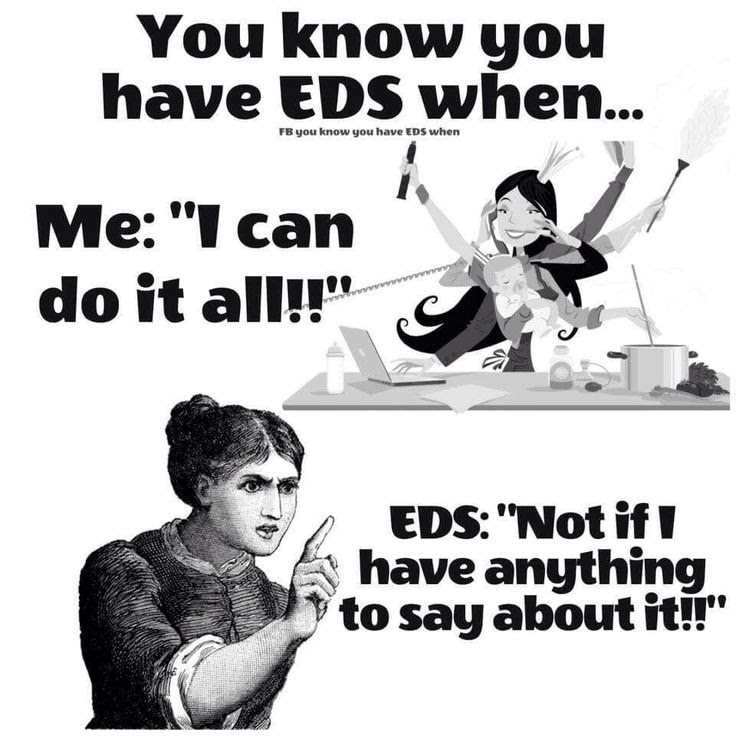 You know you
have EDS when...
FB you know you have EDS when
Me: "I can
do it all!!"
EDS: "Not if I
have anything
to say about it!!"